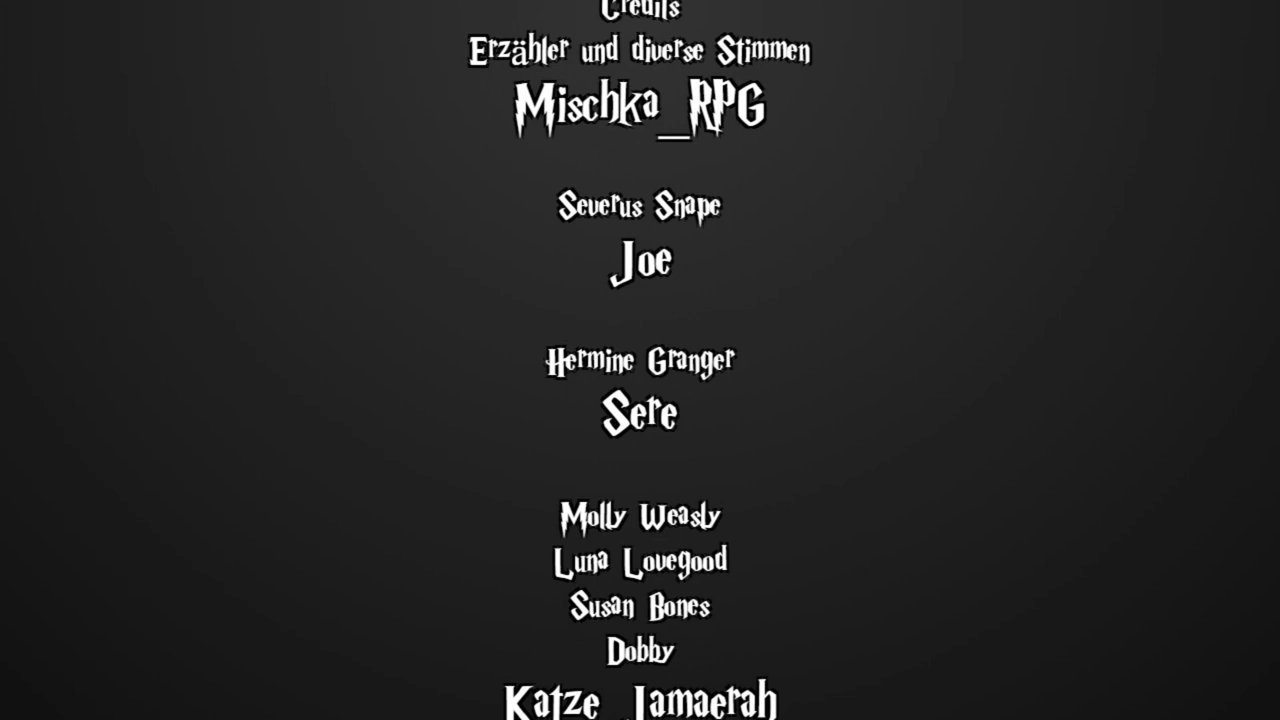 Credits
Erzähler und diverse Stimmen
Mischka_RPG
Severus Snape
Joe
Hermine Granger
Sere
Molly Weasly
Luna Lovegood
Susan Bones
Dobby
Katze_Jamaerah